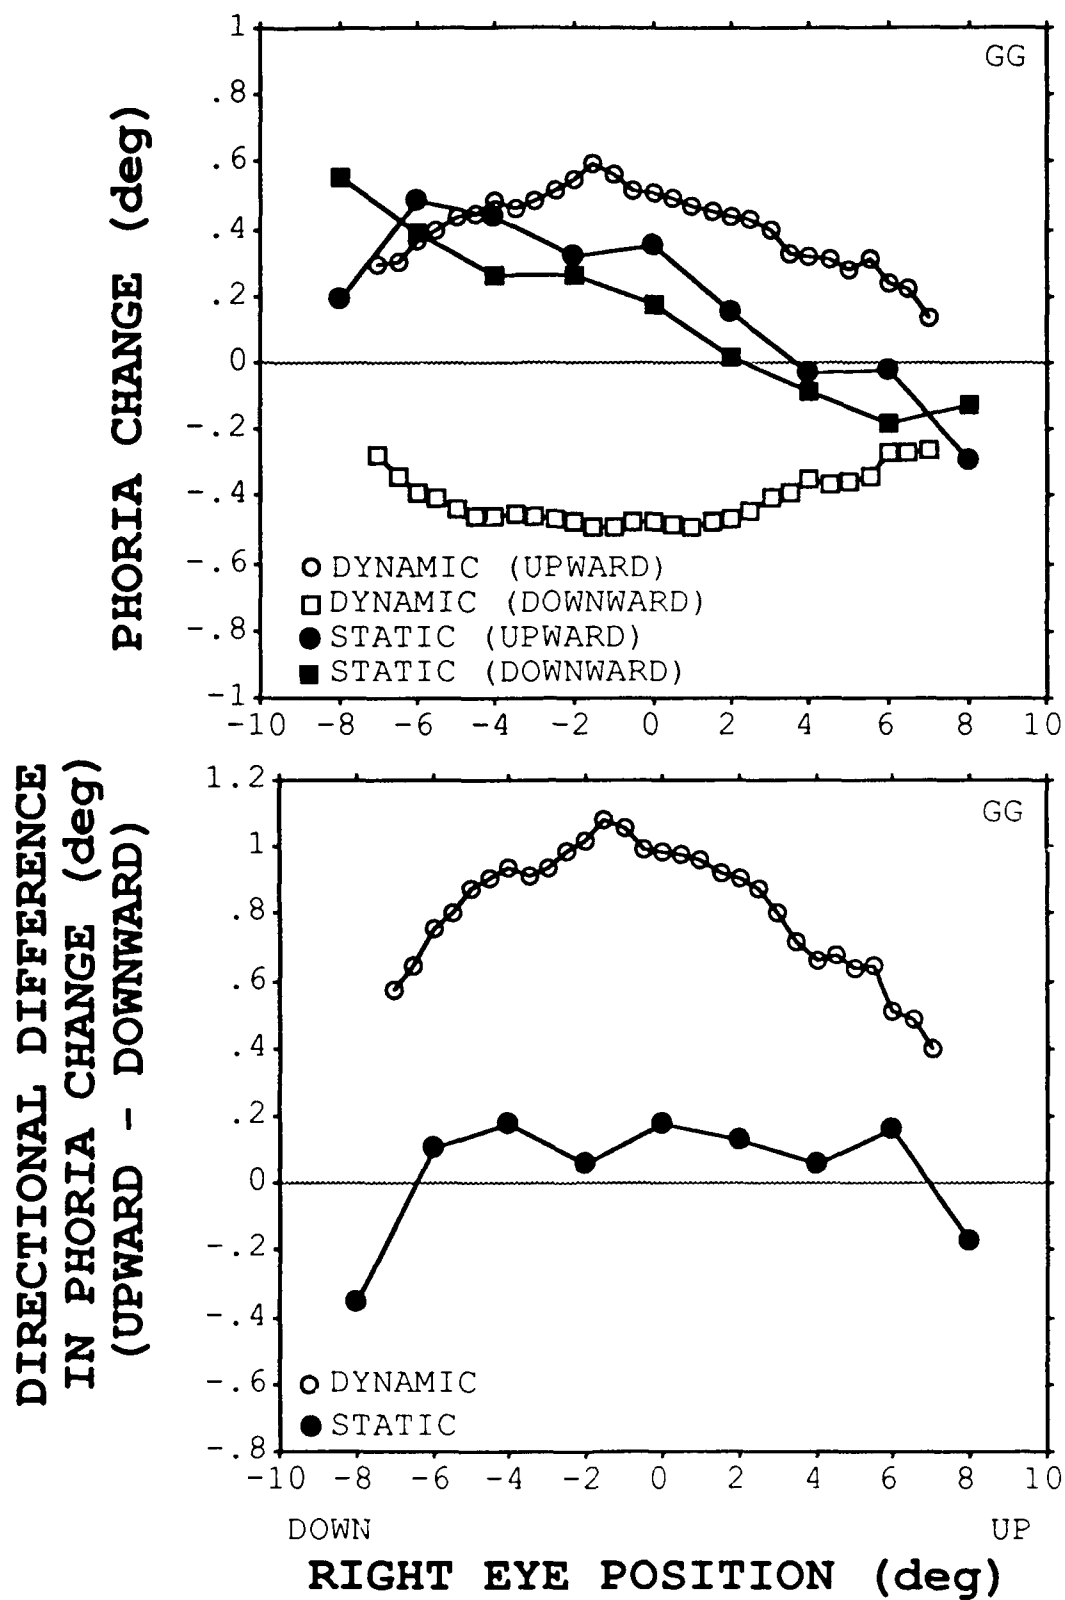 PHORIA CHANGE (deg)
1
.8
.6
.4
.2
0
-.2
-.4
-.6
-.8
-1
GG
DYNAMIC (UPWARD)
DYNAMIC (DOWNWARD)
STATIC (UPWARD)
STATIC (DOWNWARD)
-10 -8 -6 -4 -2 0 2 4 6 8 10
DIRECTIONAL DIFFERENCE
IN PHORIA CHANGE (deg)
(UPWARD - DOWNWARD)
1.2
1
.8
.6
.4
.2
0
-.2
-.4
-.6
-.8
GG
DYNAMIC
STATIC
-10 -8 -6 -4 -2 0 2 4 6 8 10
DOWN UP
RIGHT EYE POSITION (deg)